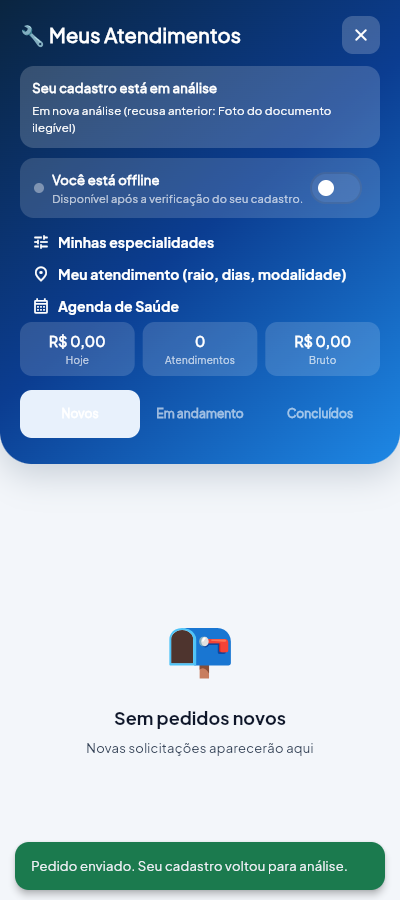 Meus Atendimentos
Seu cadastro está em análise
Em nova análise (recusa anterior: Foto do documento
ilegível)
Você está offline
Disponível após a verificação do seu cadastro.
Minhas especialidades
Meu atendimento (raio, dias, modalidade)
Agenda de Saúde
R$ 0,00
Hoje
0
Atendimentos
R$ 0,00
Bruto
Novos
Em andamento
Concluídos
Sem pedidos novos
Novas solicitações aparecerão aqui
Pedido enviado. Seu cadastro voltou para análise.